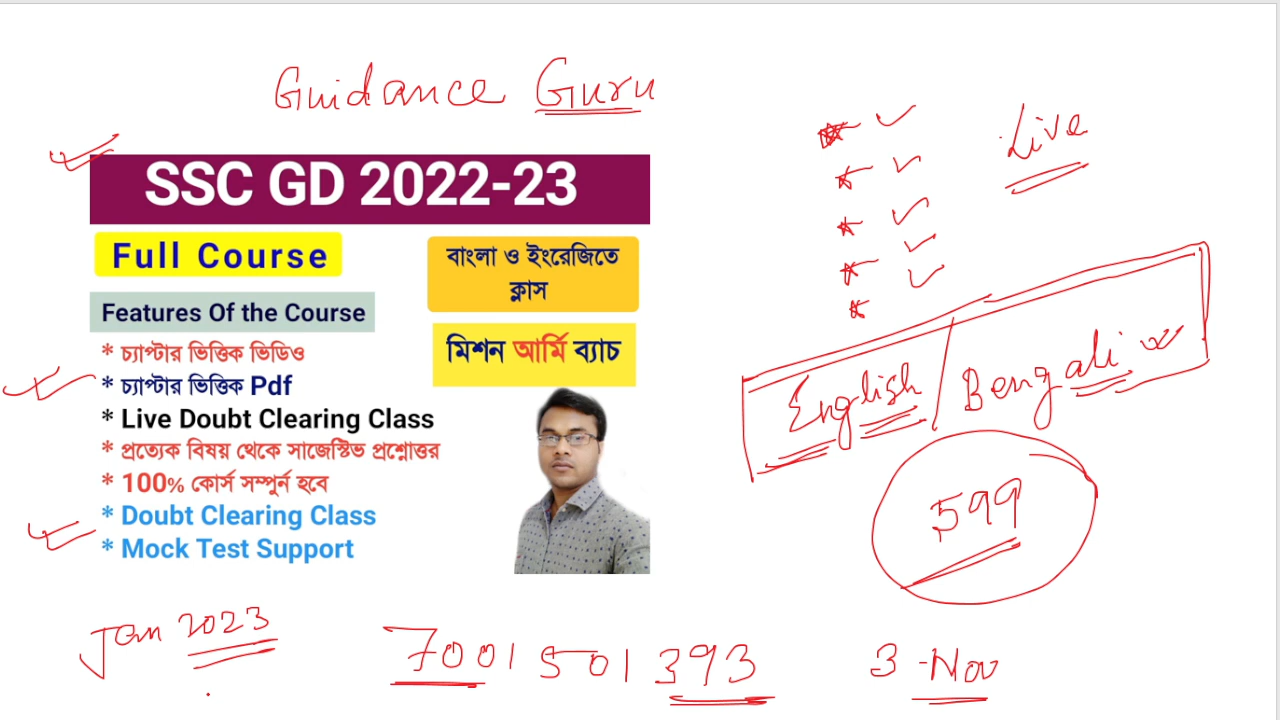 Guidance Guru
Live
SSC GD 2022-23
Full Course
বাংলা ও ইংরেজিতে
ক্লাস
Features Of the Course
মিশন আর্মি ব্যাচ
* চ্যাপ্টার ভিত্তিক ভিডিও
* চ্যাপ্টার ভিত্তিক Pdf
* Live Doubt Clearing Class
* প্রত্যেক বিষয় থেকে সাজেস্টিভ প্রশ্নোত্তর
* 100% কোর্স সম্পুর্ন হবে
* Doubt Clearing Class
* Mock Test Support
English / Bengali
599
Jan 2023
7001501393
3-Nov